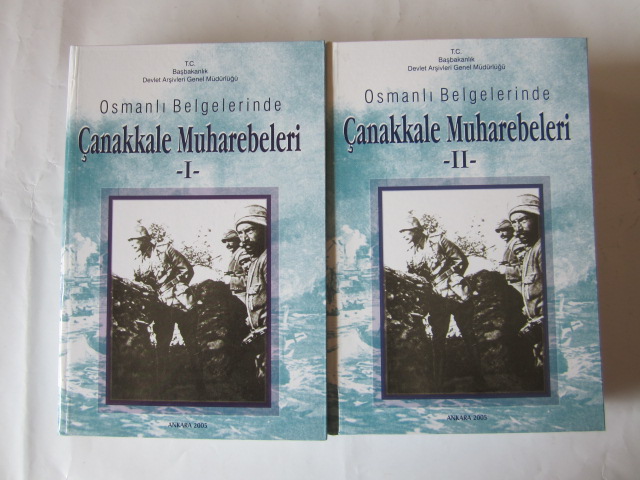 T.C.
Başbakanlık
Devlet Arşivleri Genel Müdürlüğü
Osmanlı Belgelerinde
Çanakkale Muharebeleri
-I-
ANKARA 2005
T.C.
Başbakanlık
Devlet Arşivleri Genel Müdürlüğü
Osmanlı Belgelerinde
Çanakkale Muharebeleri
-II-
ANKARA 2005